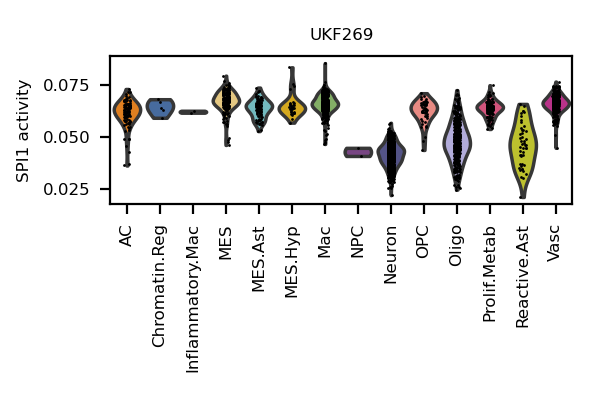 UKF269
SPI1 activity
0.075
0.050
0.025
AC
Chromatin.Reg
Inflammatory.Mac
MES
MES.Ast
MES.Hyp
Mac
NPC
Neuron
OPC
Oligo
Prolif.Metab
Reactive.Ast
Vasc